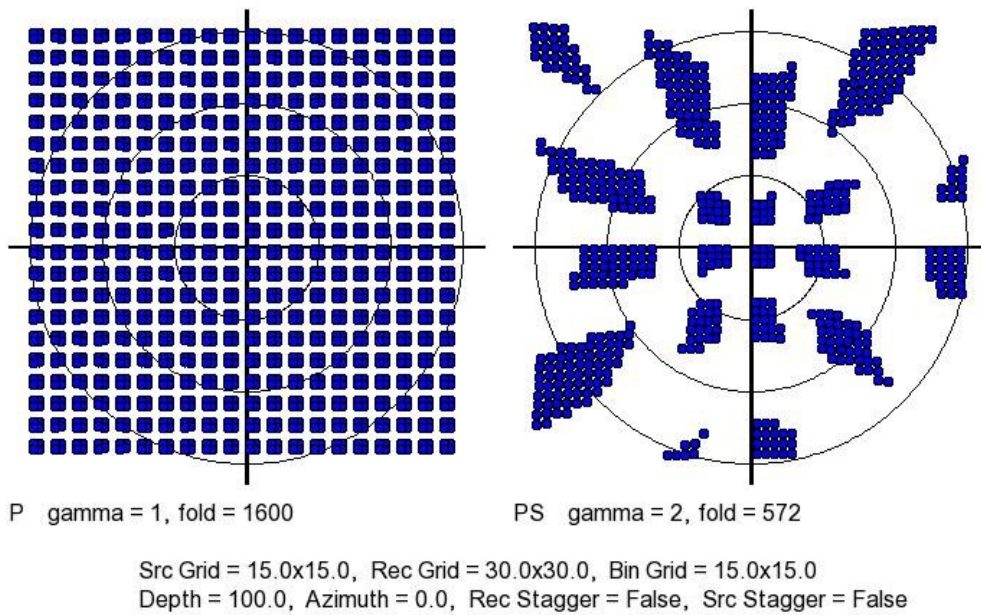 P gamma = 1, fold = 1600
PS gamma = 2, fold = 572
Src Grid = 15.0x15.0, Rec Grid = 30.0x30.0, Bin Grid = 15.0x15.0
Depth = 100.0, Azimuth = 0.0, Rec Stagger = False, Src Stagger = False